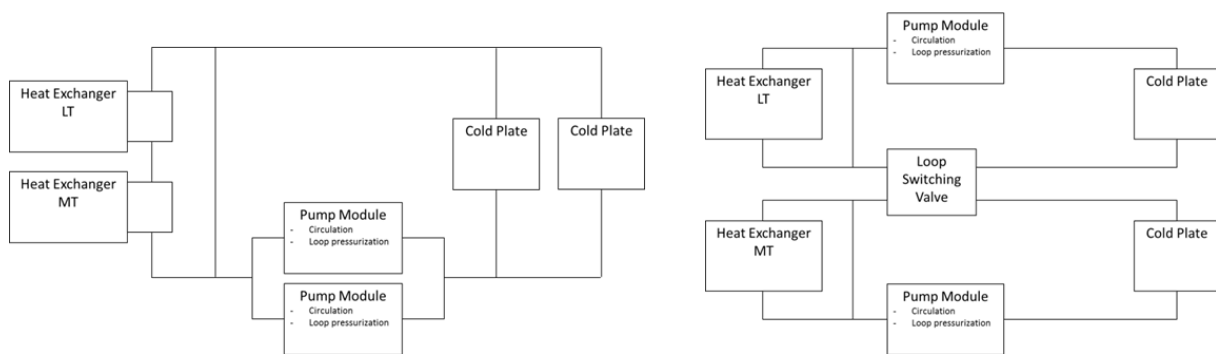 Heat Exchanger
LT
Heat Exchanger
MT
Pump Module
- Circulation
- Loop pressurization
Pump Module
- Circulation
- Loop pressurization
Cold Plate
Cold Plate
Pump Module
- Circulation
- Loop pressurization
Heat Exchanger
LT
Cold Plate
Loop
Switching
Valve
Heat Exchanger
MT
Cold Plate
Pump Module
- Circulation
- Loop pressurization